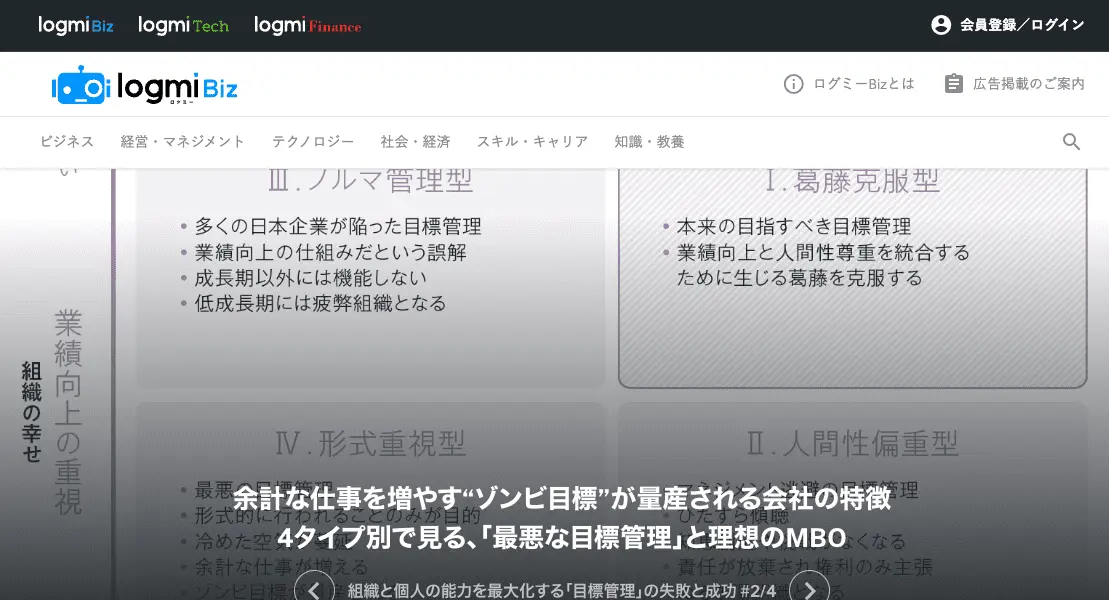 logmi Biz
logmi Tech
logmi Finance
会員登録／ログイン
logmi Biz
ログミー
ログミーBizとは
広告掲載のご案内
ビジネス
経営・マネジメント
テクノロジー
社会・経済
スキル・キャリア
知識・教養
い
業績向上の重視
組織の幸せ
Ⅲ.ノルマ管理型
• 多くの日本企業が陥った目標管理
• 業績向上の仕組みだという誤解
• 成長期以外には機能しない
• 低成長期には疲弊組織となる
Ⅰ.葛藤克服型
• 本来の目指すべき目標管理
• 業績向上と人間性尊重を統合する
ために生じる葛藤を克服する
Ⅳ.形式重視型
• 最悪の目標管理
• 形式的に行われることのみが目的
• 冷めた空気が蔓延
• 余計な仕事が増える
• ゾンビ目標が
Ⅱ.人間性偏重型
• ひたすら傾聴
• 責任が放棄され権利のみ主張
余計な仕事を増やす“ゾンビ目標”が量産される会社の特徴
4タイプ別で見る、「最悪な目標管理」と理想のMBO
組織と個人の能力を最大化する「目標管理」の失敗と成功 #2/4